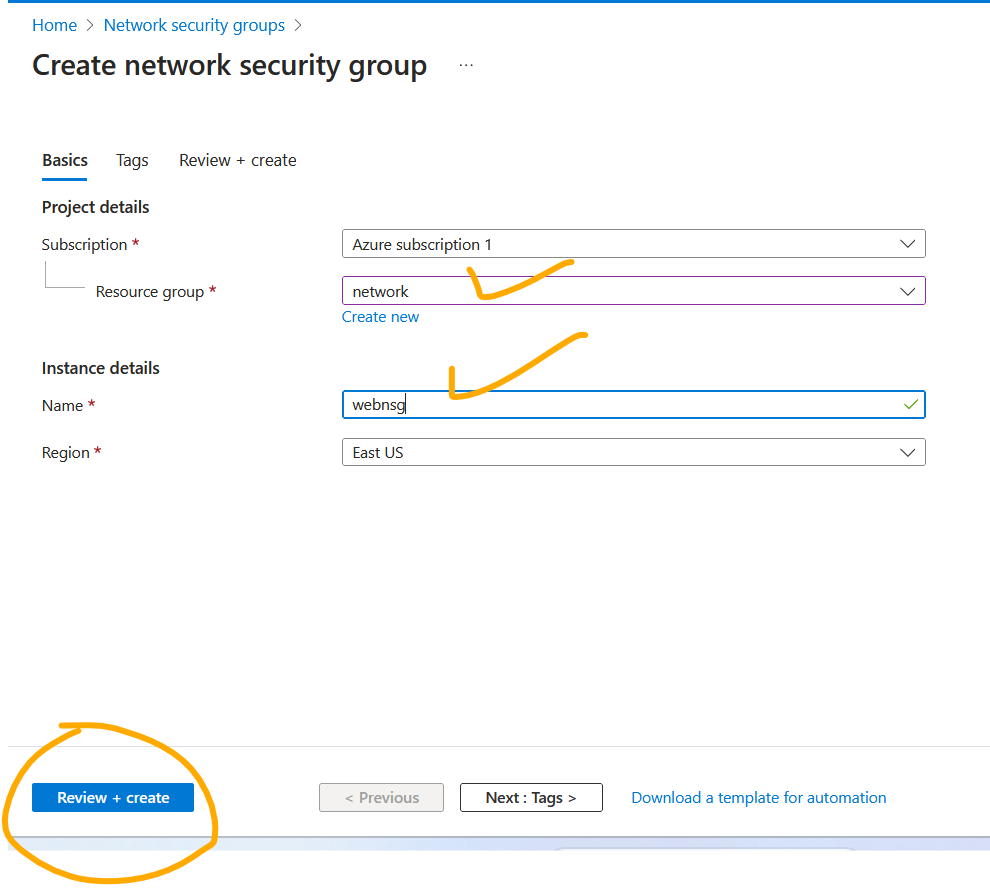 Home > Network security groups >
Create network security group ...
Basics Tags Review + create
Project details
Subscription * Azure subscription 1
Resource group * network
Create new
Instance details
Name * webnsg
Region * East US
Review + create < Previous Next : Tags > Download a template for automation